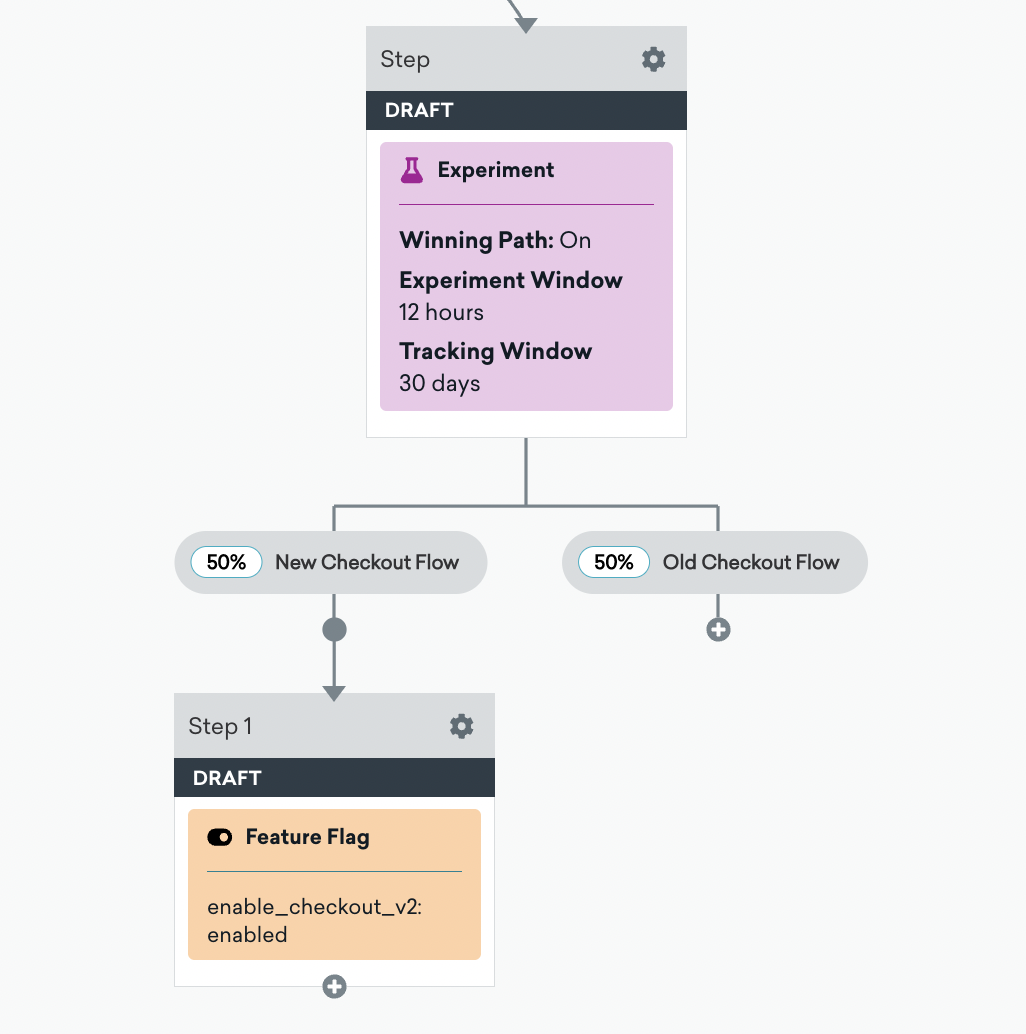 Step
DRAFT
Experiment
Winning Path: On
Experiment Window
12 hours
Tracking Window
30 days
50% New Checkout Flow
50% Old Checkout Flow
Step 1
DRAFT
Feature Flag
enable_checkout_v2:
enabled